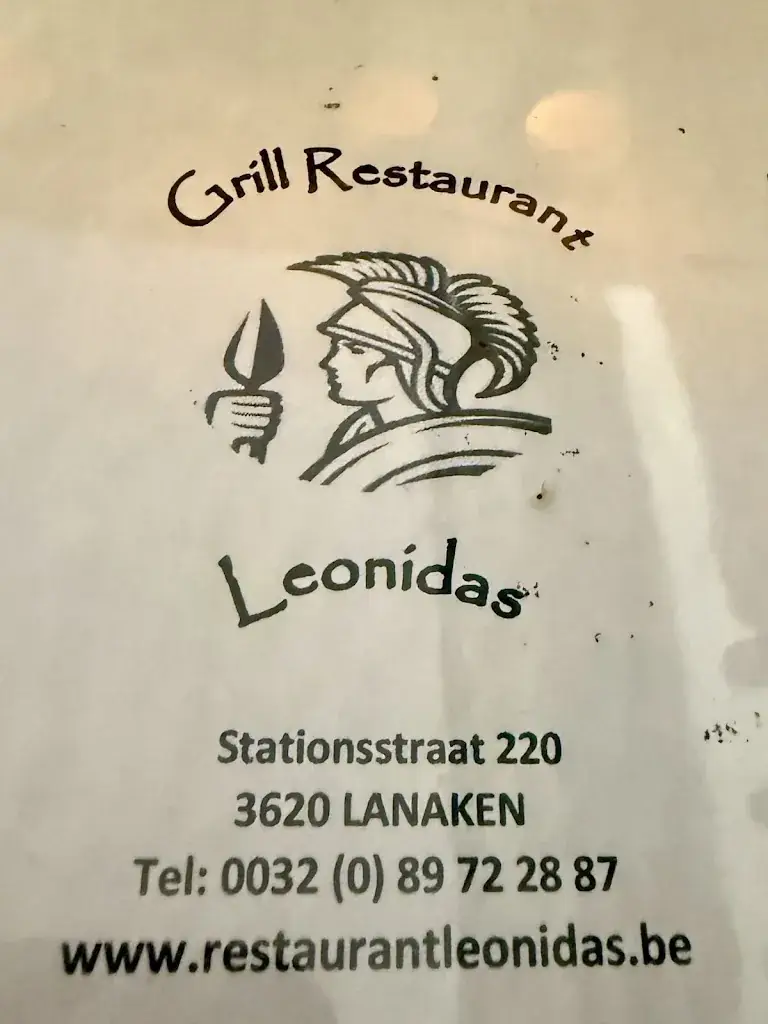 Grill Restaurant
Leonidas
Stationsstraat 220
3620 LANAKEN
Tel: 0032 (0) 89 72 28 87
www.restaurantleonidas.be